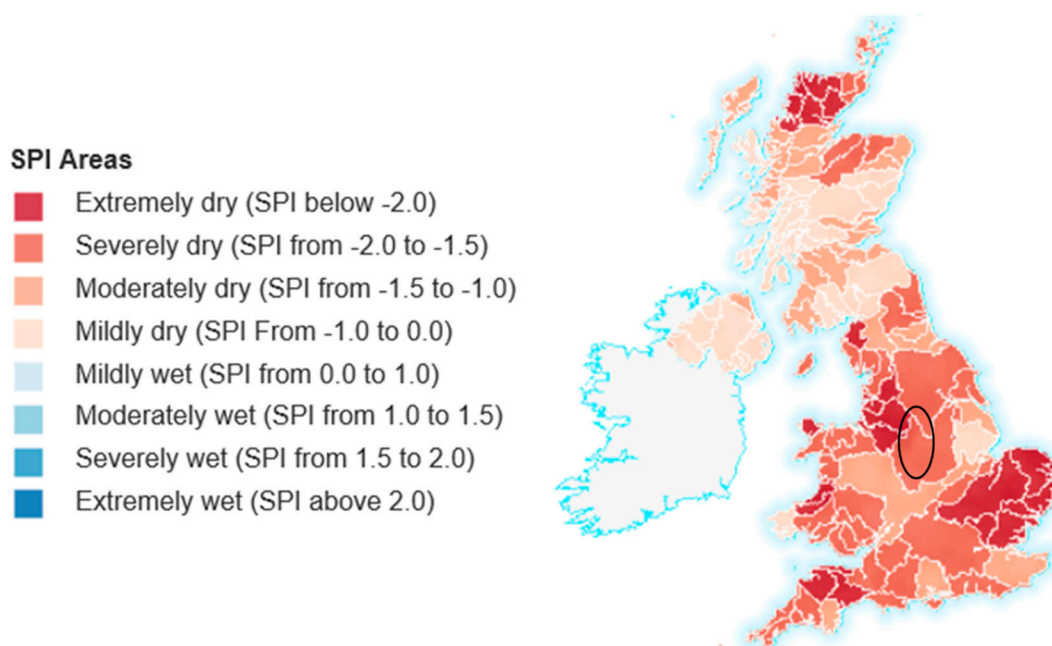 SPI Areas
Extremely dry (SPI below -2.0)
Severely dry (SPI from -2.0 to -1.5)
Moderately dry (SPI from -1.5 to -1.0)
Mildly dry (SPI From -1.0 to 0.0)
Mildly wet (SPI from 0.0 to 1.0)
Moderately wet (SPI from 1.0 to 1.5)
Severely wet (SPI from 1.5 to 2.0)
Extremely wet (SPI above 2.0)